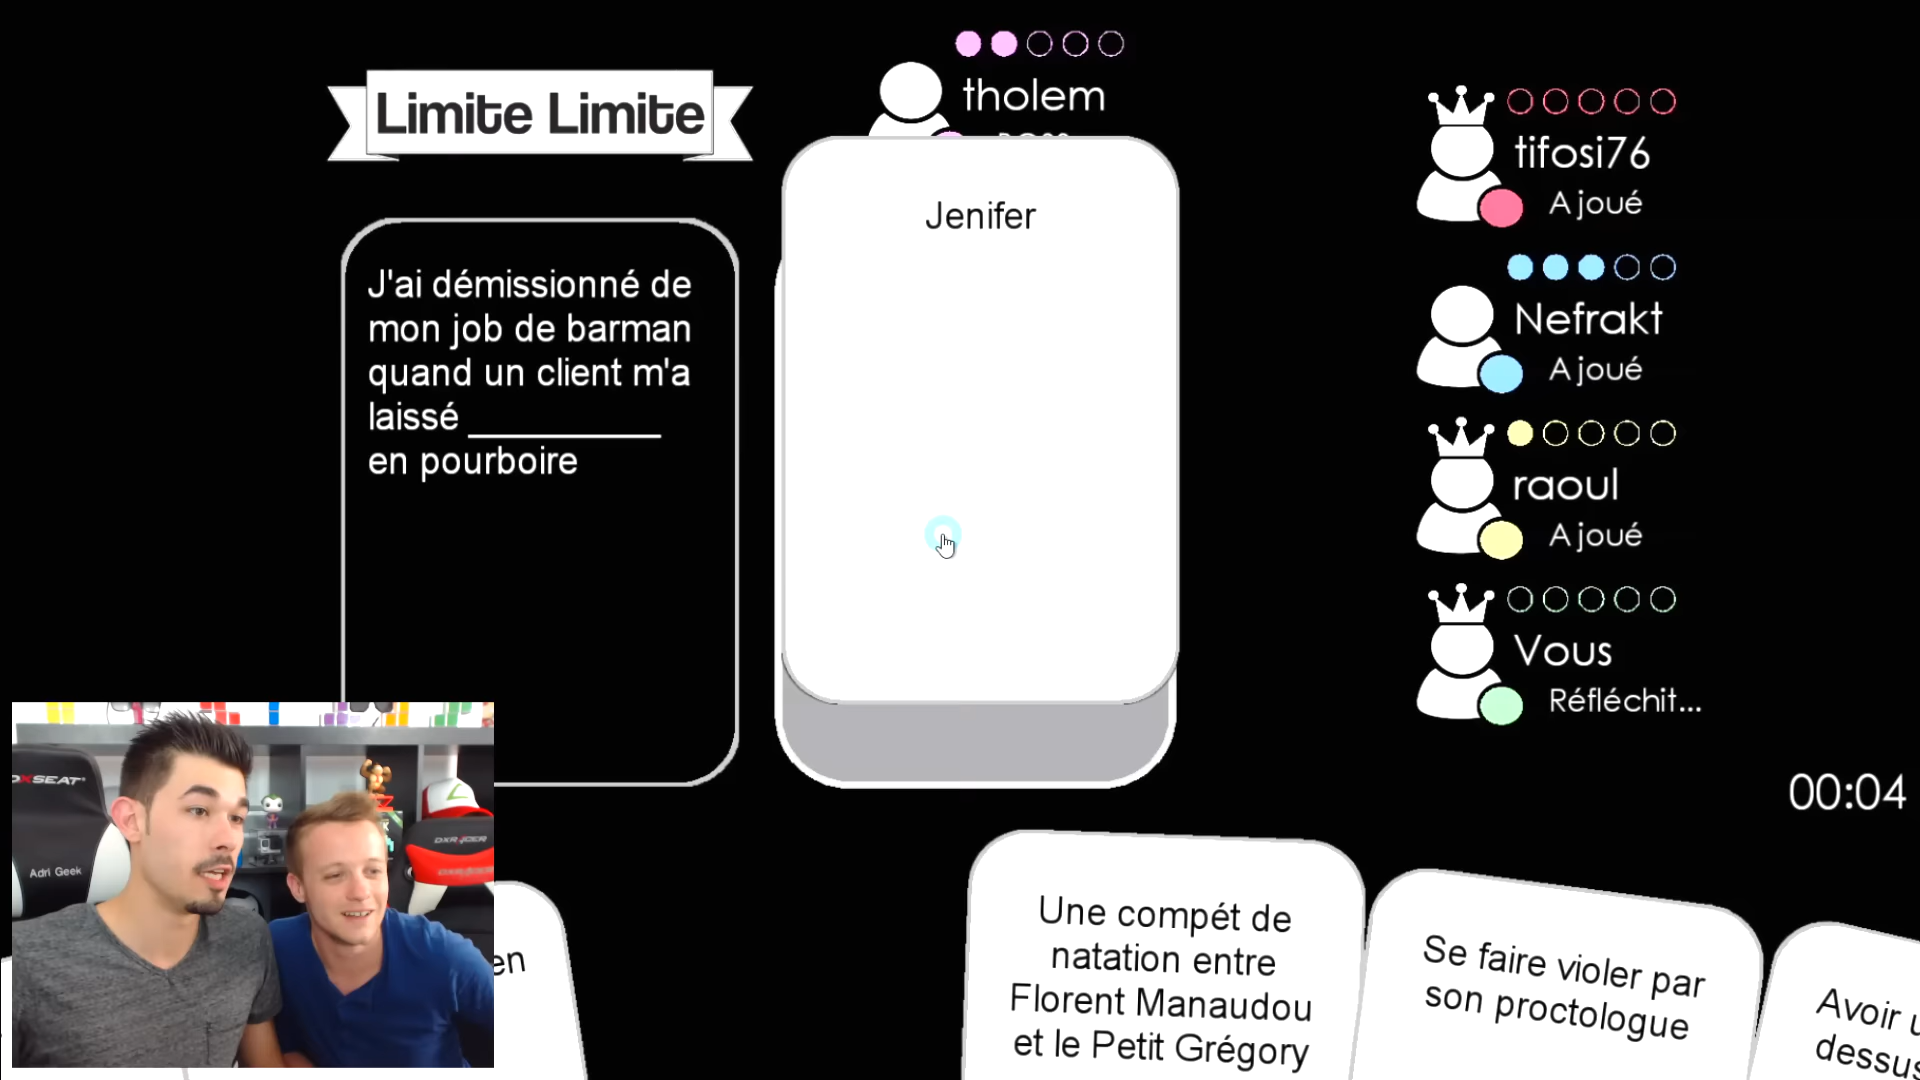 Limite Limite
J'ai démissionné de
mon job de barman
quand un client m'a
laissé __________
en pourboire
tholem
Jenifer
tifosi76
A joué
Nefrakt
A joué
raoul
A joué
Vous
Réfléchit...
00:04
DXSEAT
Adri Geek
DXRACER
en
Une compét de
natation entre
Florent Manaudou
et le Petit Grégory
Se faire violer par
son proctologue
Avoir
dessus